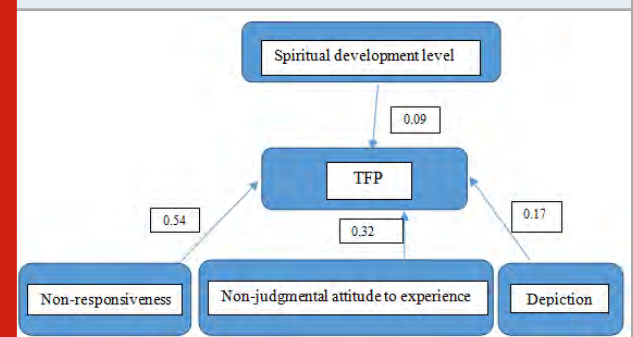 Spiritual development level
0.09
TFP
0.54
0.32
0.17
Non-responsiveness
Non-judgmental attitude to experience
Depiction